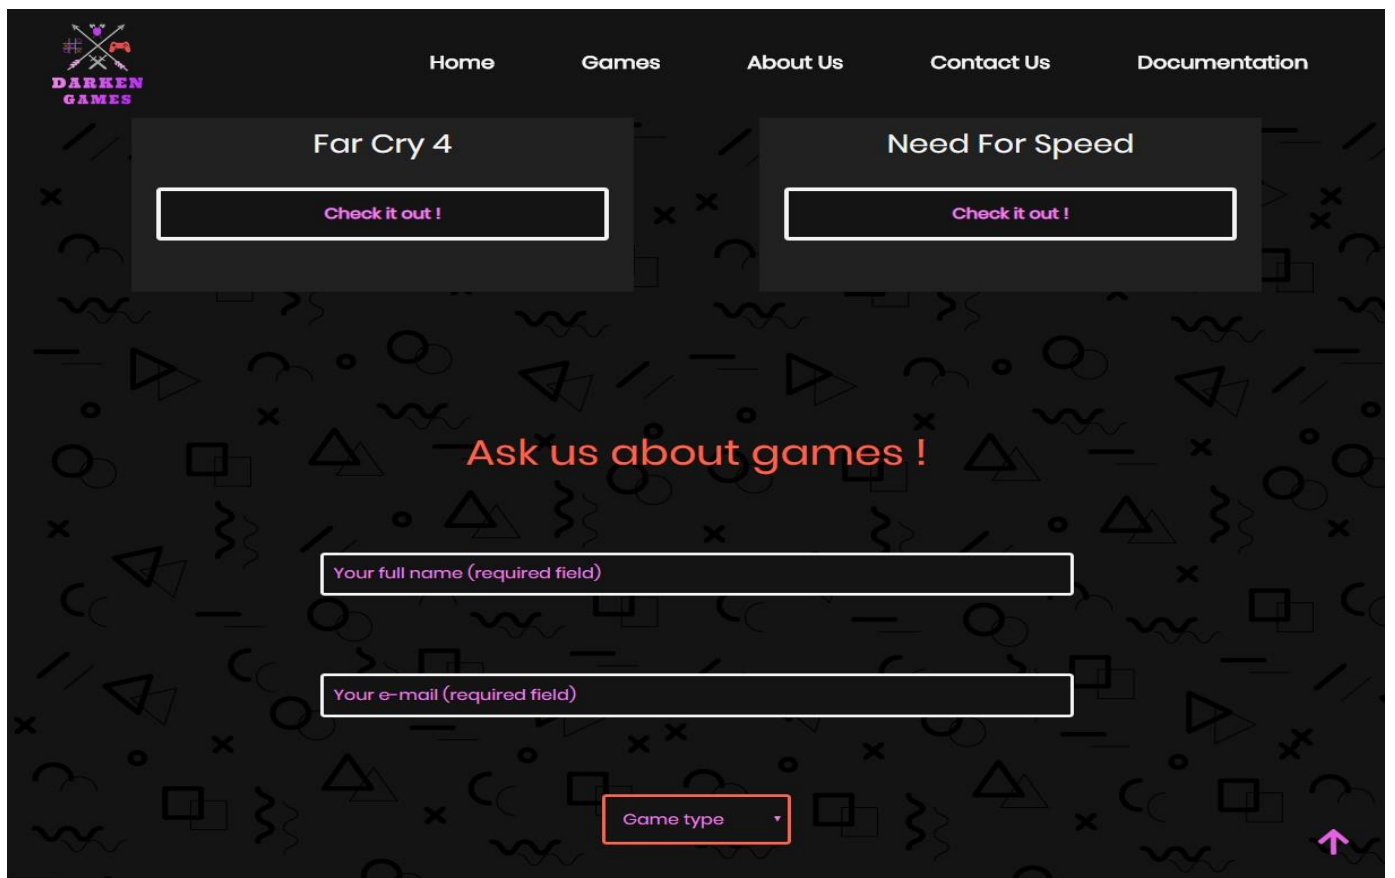 DARKEN
GAMES
Home Games About Us Contact Us Documentation
Far Cry 4
Check it out !
Need For Speed
Check it out !
Ask us about games !
Your full name (required field)
Your e-mail (required field)
Game type